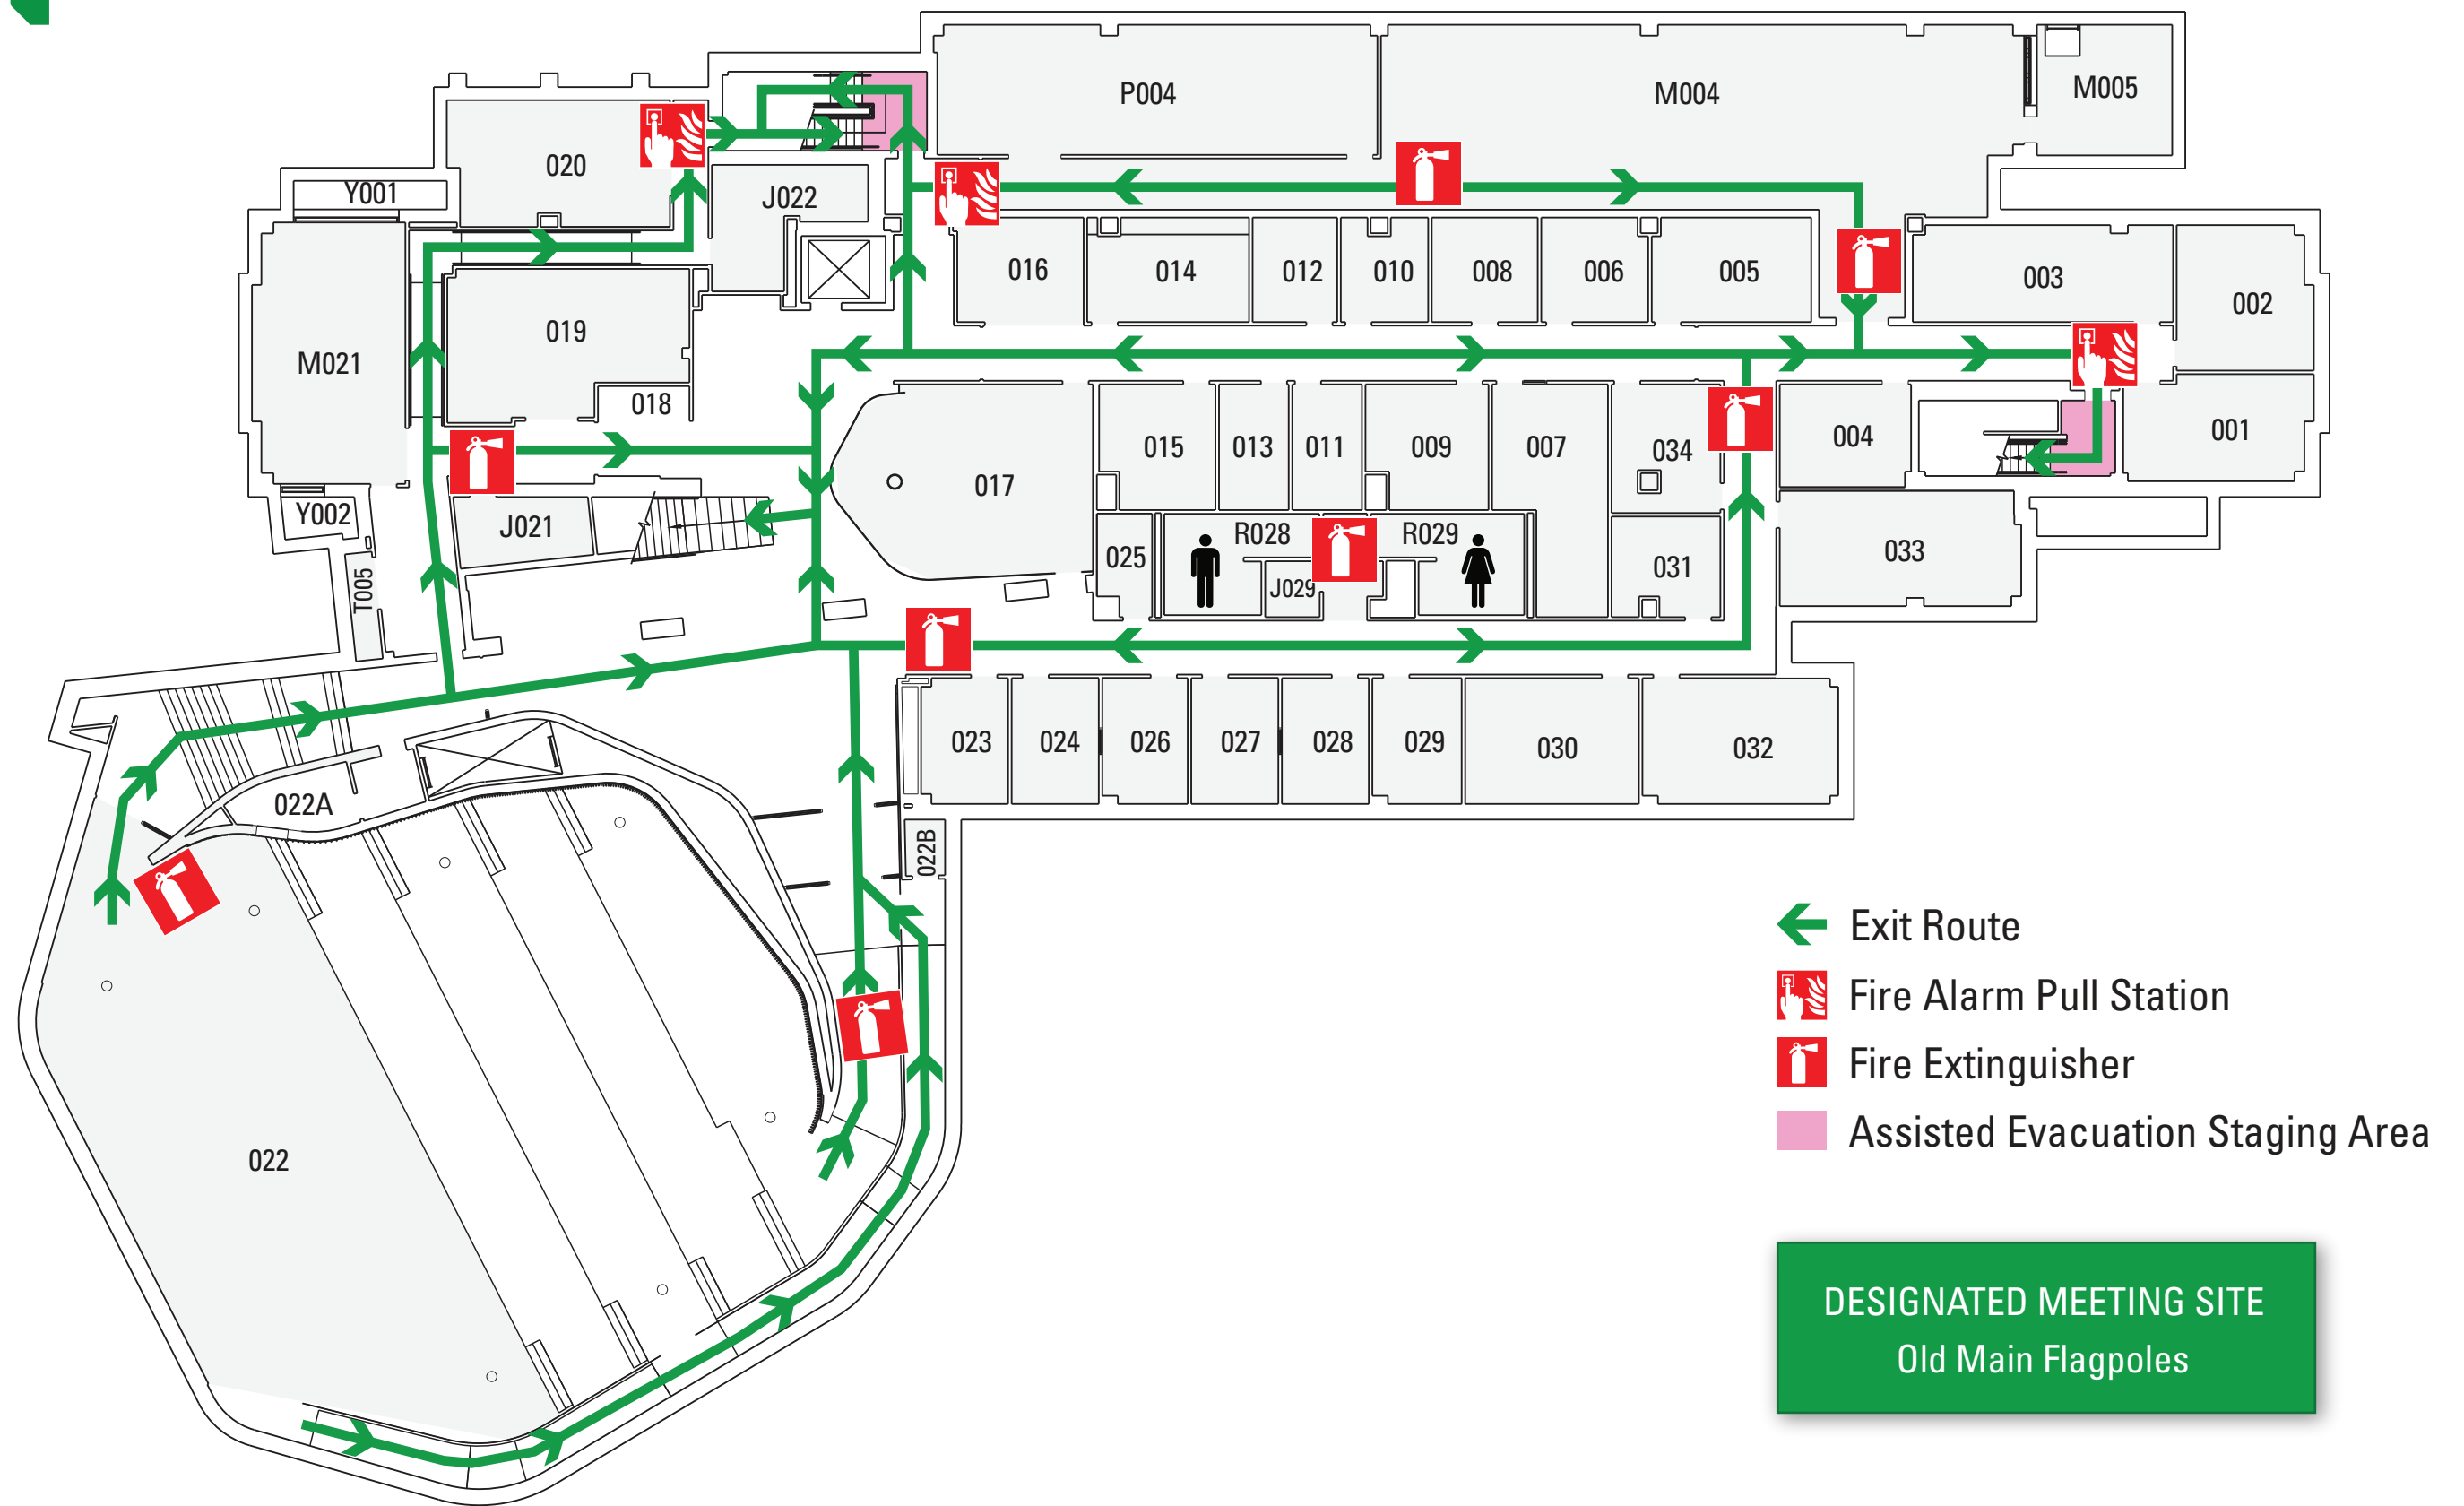 P004
M004
M005
020
Y001
J022
016
014
012
010
008
006
005
003
002
019
M021
018
015
013
011
009
007
034
004
001
017
Y002
J021
R028
R029
025
J029
031
033
T005
023
024
026
027
028
029
030
032
022A
022B
022
Exit Route
Fire Alarm Pull Station
Fire Extinguisher
Assisted Evacuation Staging Area
DESIGNATED MEETING SITE
Old Main Flagpoles